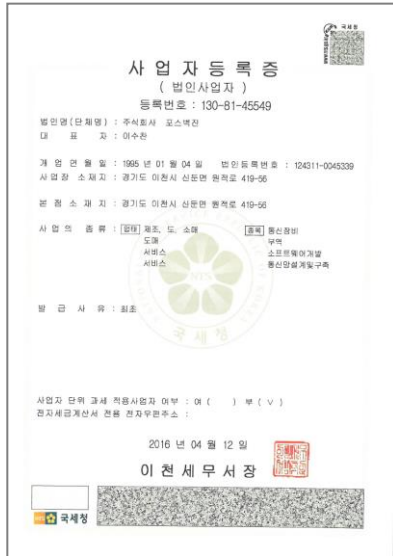 국세청
사업자등록증
( 법인사업자 )
등록번호 : 130-81-45549
법인명(단체명) : 주식회사 포스벡진
대 표 자 : 이수찬
개 업 연 월 일 : 1995 년 01 월 04 일 법인등록번호 : 124311-0045339
사업장 소재지 : 경기도 이천시 신둔면 원적로 419-56
본 점 소 재 지 : 경기도 이천시 신둔면 원적로 419-56
사 업 의 종 류 : 업태 제조, 도, 소매 종목 통신장비
도매 무역
서비스 소프트웨어개발
서비스 통신망설계및구축
NTS
국세청
발 급 사 유 : 최초
사업자 단위 과세 적용사업자 여부 : 여 ( ) 부 ( V )
전자세금계산서 전용 전자우편주소 :
2016 년 04 월 12 일
이천세무서장
NTS 국세청